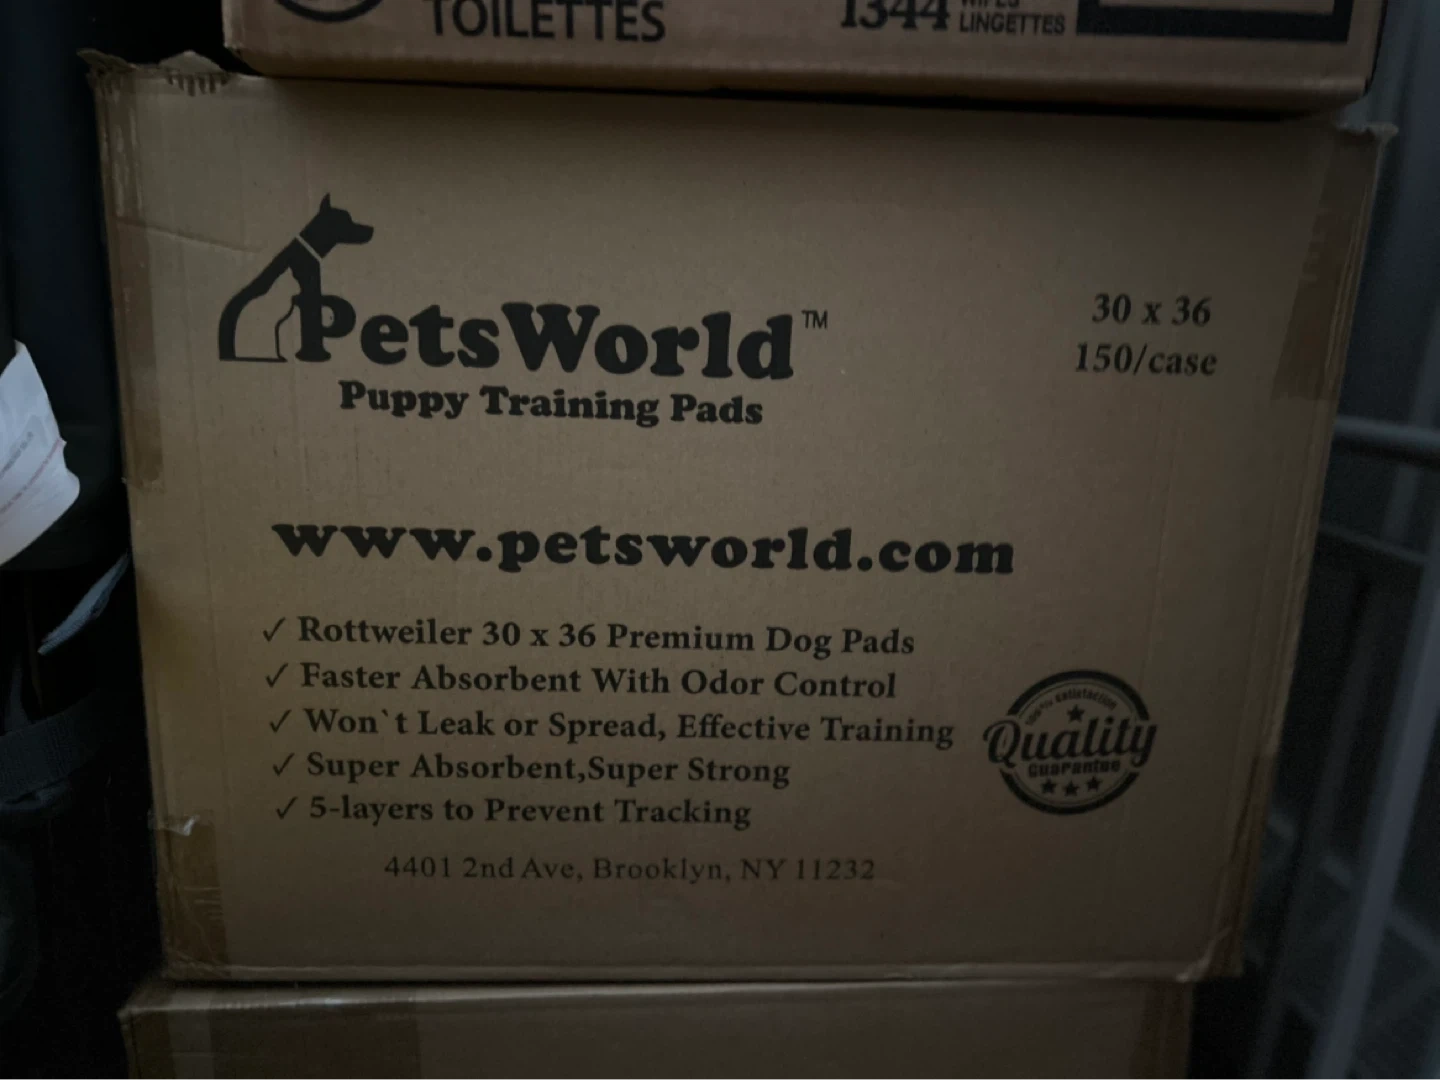 TOILETTES
1344
LINGETTES
PetsWorld™
Puppy Training Pads
30 x 36
150/case
www.petsworld.com
✓ Rottweiler 30 x 36 Premium Dog Pads
✓ Faster Absorbent With Odor Control
✓ Won`t Leak or Spread, Effective Training
✓ Super Absorbent,Super Strong
✓ 5-layers to Prevent Tracking
satisfaction
Quality
Guarantee
4401 2nd Ave, Brooklyn, NY 11232